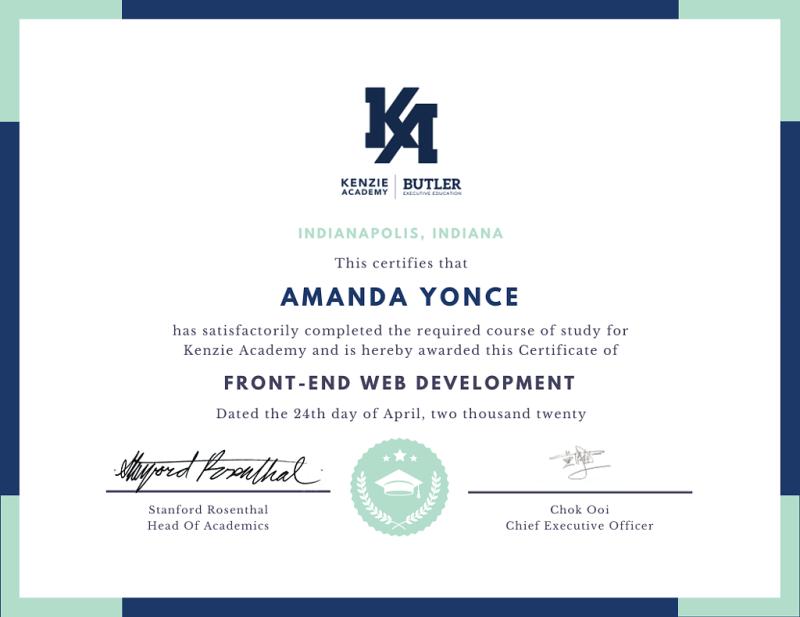 KA
KENZIE ACADEMY | BUTLER EXECUTIVE EDUCATION
INDIANAPOLIS, INDIANA
This certifies that
AMANDA YONCE
has satisfactorily completed the required course of study for
Kenzie Academy and is hereby awarded this Certificate of
FRONT-END WEB DEVELOPMENT
Dated the 24th day of April, two thousand twenty
Stanford Rosenthal
Stanford Rosenthal
Head Of Academics
Chok Ooi
Chief Executive Officer